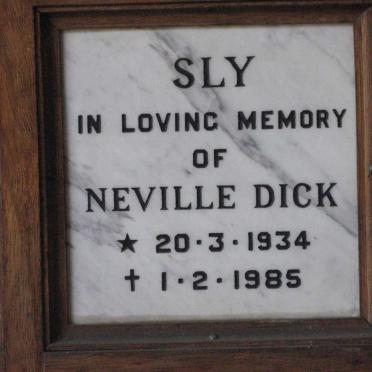 SLY
IN LOVING MEMORY
OF
NEVILLE DICK
★ 20·3·1934
✝ 1·2·1985